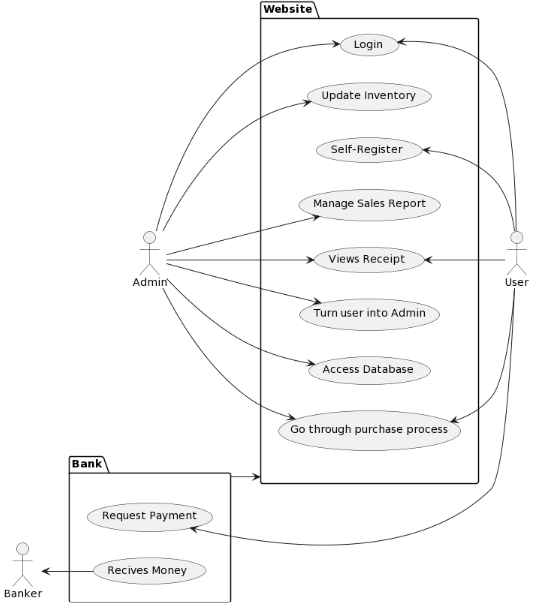 Website
Login
Update Inventory
Self-Register
Manage Sales Report
Views Receipt
Admin
User
Turn user into Admin
Access Database
Go through purchase process
Bank
Request Payment
Recives Money
Banker